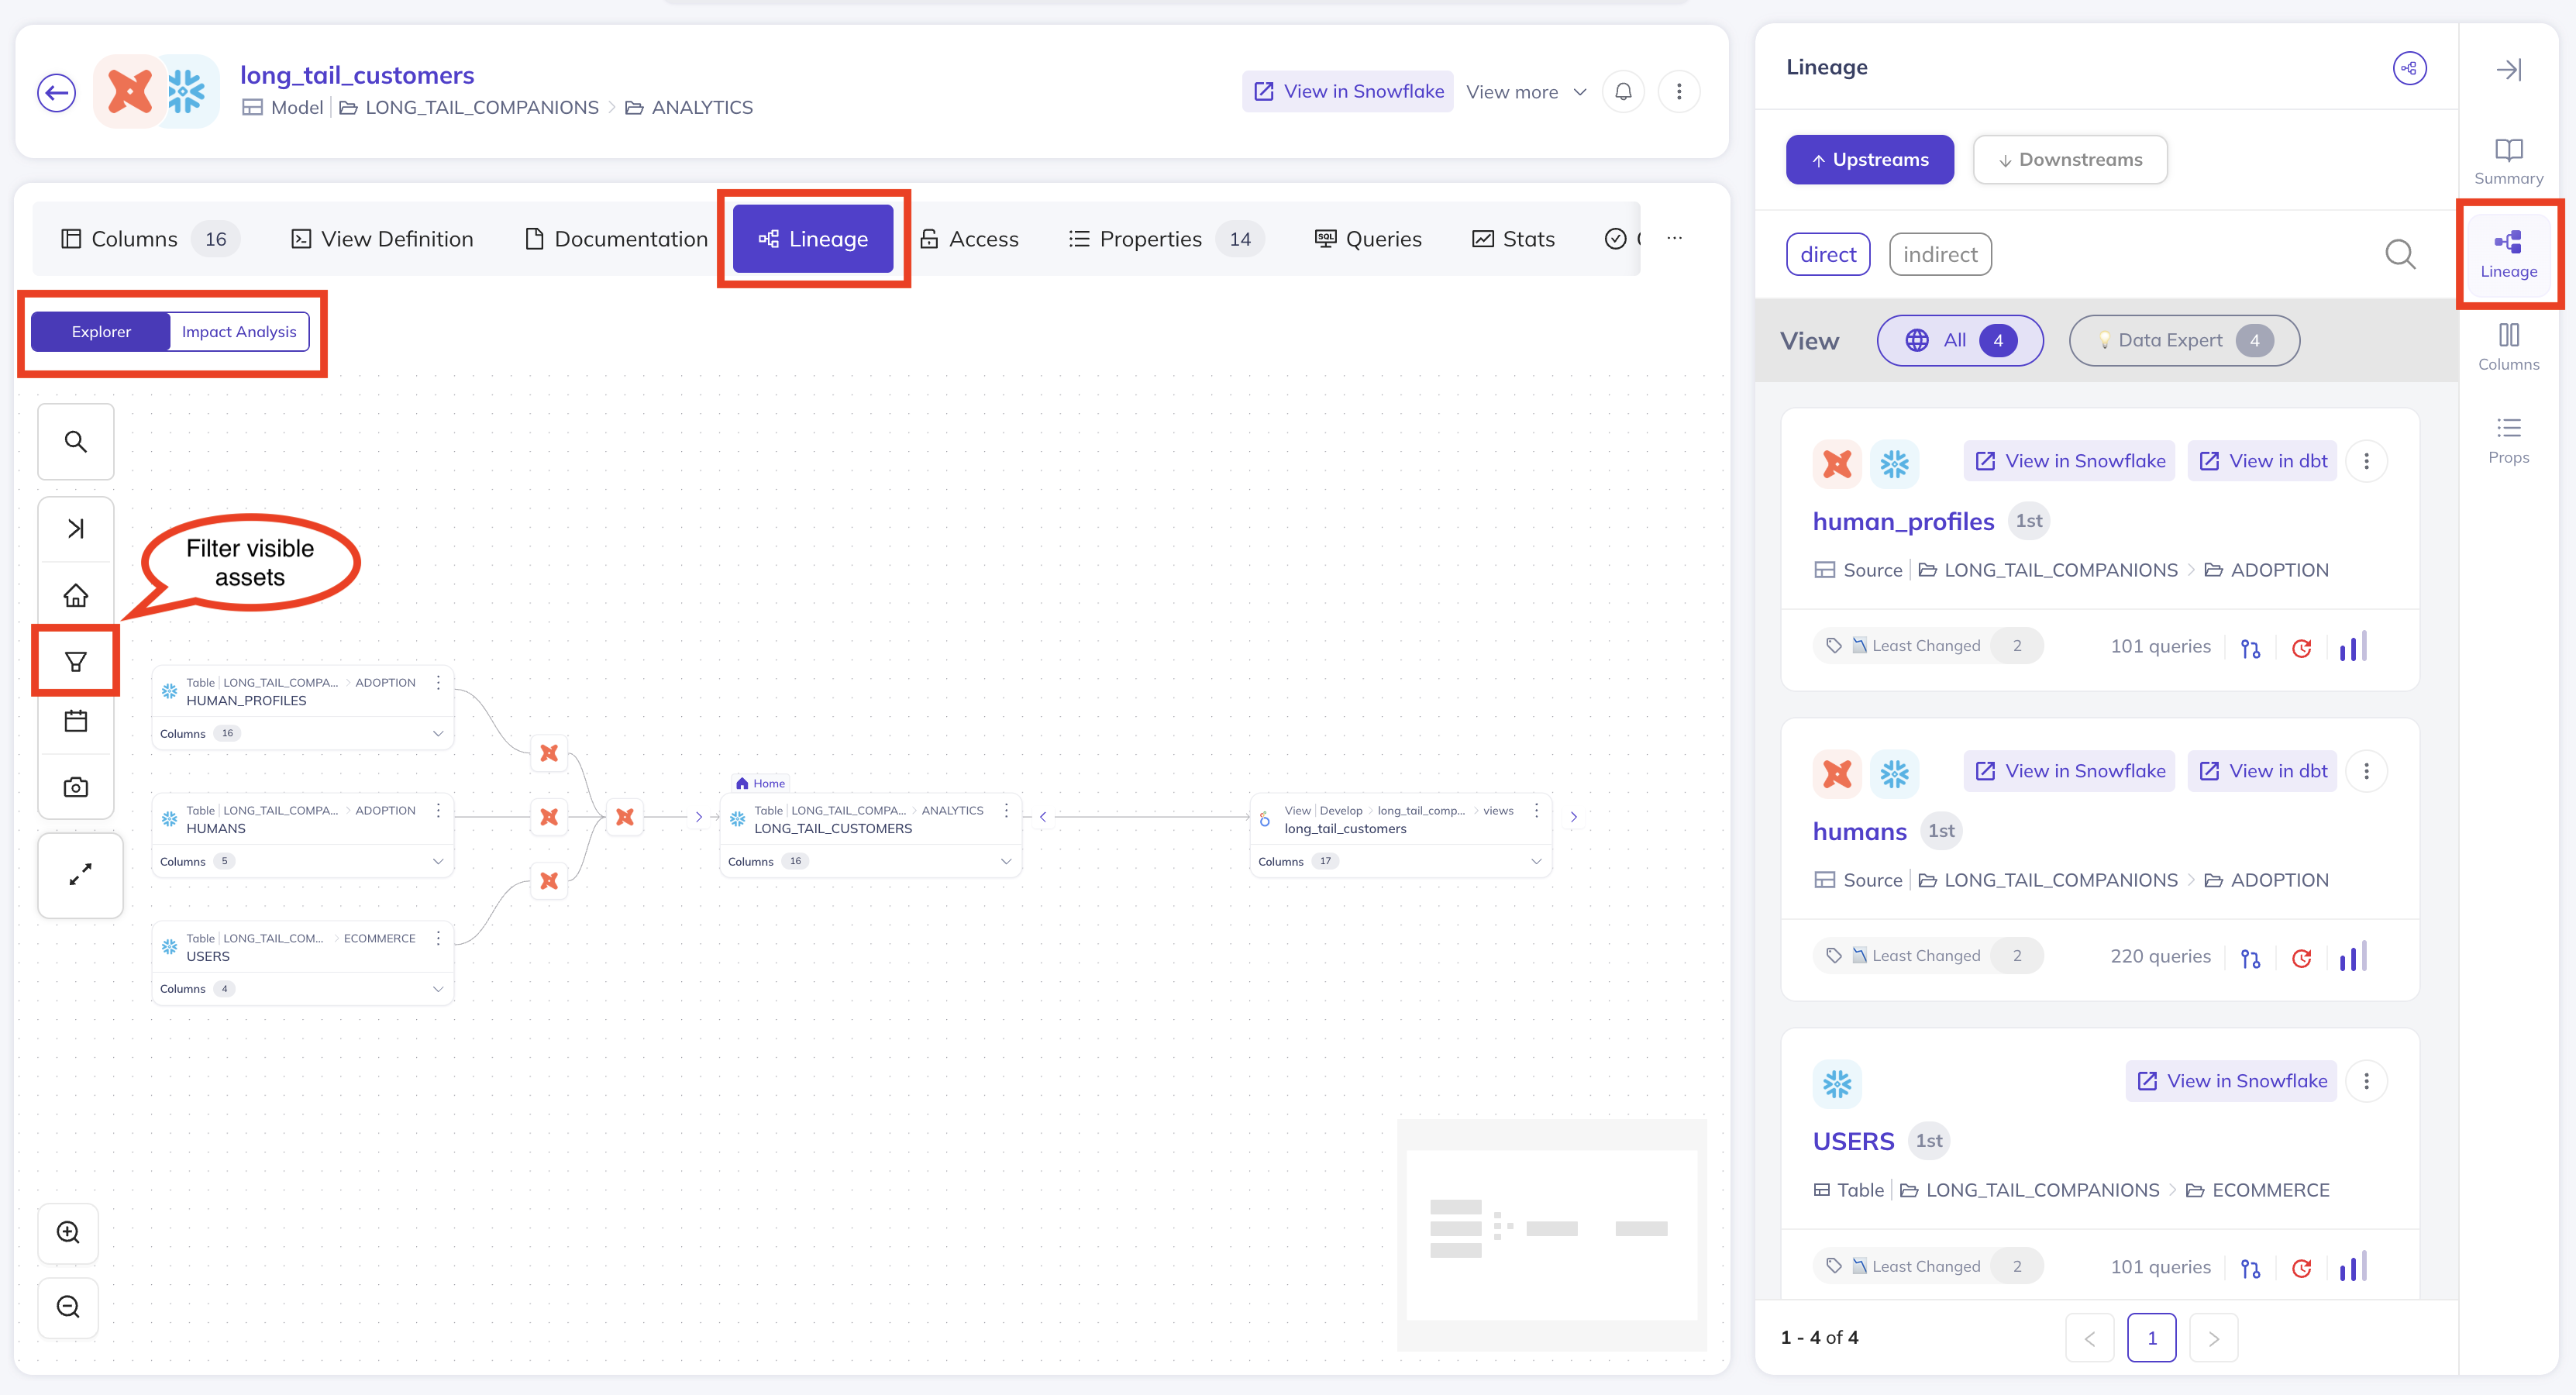 long_tail_customers
Model | LONG_TAIL_COMPANIONS > ANALYTICS
View in Snowflake
View more
Columns 16
View Definition
Documentation
Lineage
Access
Properties 14
Queries
Stats
...
Explorer
Impact Analysis
Filter visible
assets
Table | LONG_TAIL_COMPA... > ADOPTION
HUMAN_PROFILES
Columns 16
Table | LONG_TAIL_COMPA... > ADOPTION
HUMANS
Columns 5
Table | LONG_TAIL_COM... > ECOMMERCE
USERS
Columns 4
Home
Table | LONG_TAIL_COMPA... > ANALYTICS
LONG_TAIL_CUSTOMERS
Columns 16
View | Develop > long_tail_comp... > views
long_tail_customers
Columns 17
Lineage
Upstreams
Downstreams
direct
indirect
View
All 4
Data Expert 4
View in Snowflake
View in dbt
human_profiles 1st
Source | LONG_TAIL_COMPANIONS > ADOPTION
Least Changed 2
101 queries
View in Snowflake
View in dbt
humans 1st
Source | LONG_TAIL_COMPANIONS > ADOPTION
Least Changed 2
220 queries
View in Snowflake
USERS 1st
Table | LONG_TAIL_COMPANIONS > ECOMMERCE
Least Changed 2
101 queries
1 - 4 of 4
< 1 >
Summary
Lineage
Columns
Props